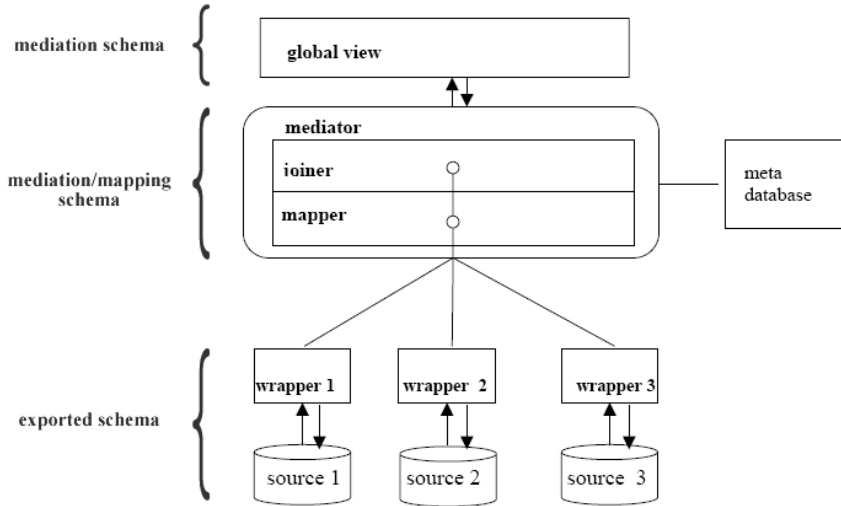 mediation schema
global view
mediator
ioiner
mediation/mapping
schema
mapper
meta
database
wrapper 1
wrapper 2
wrapper 3
exported schema
source 1
source 2
source 3